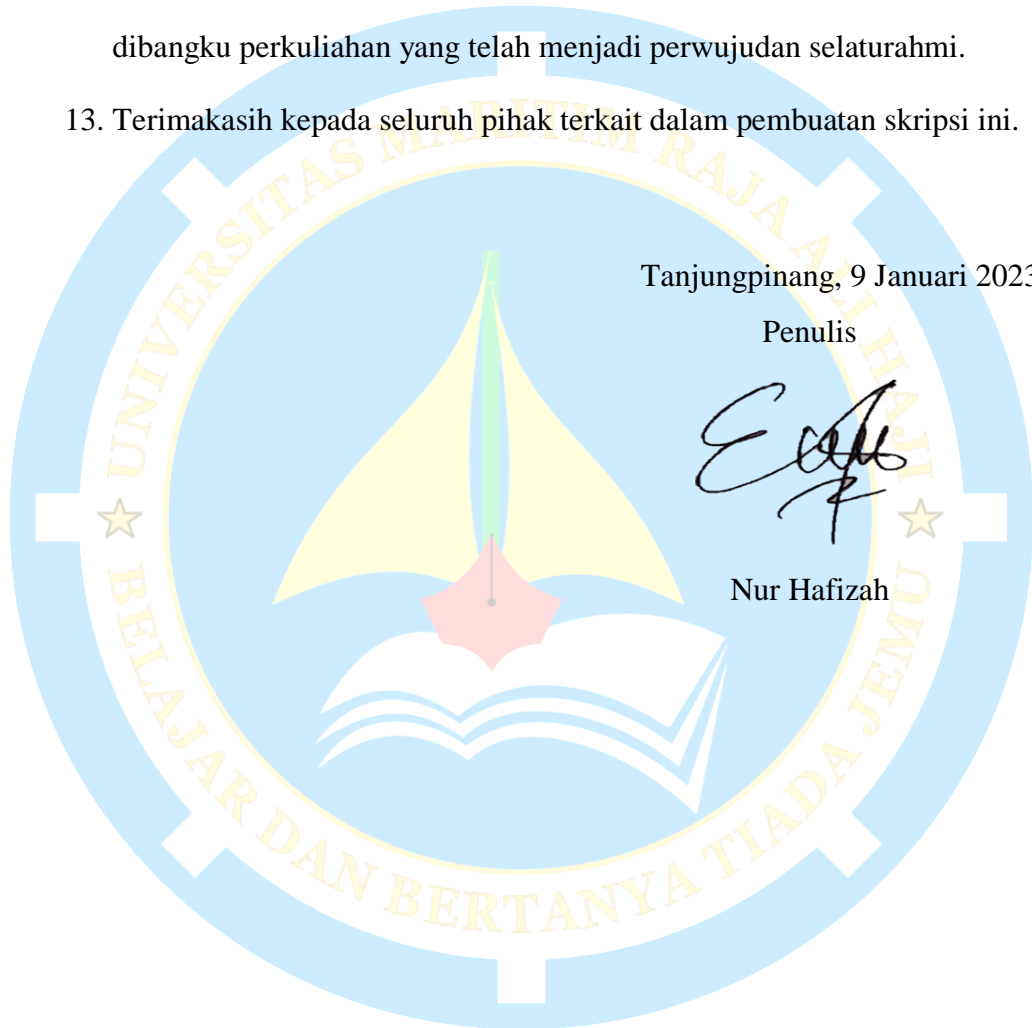 dibangku perkuliahan yang telah menjadi perwujudan selaturahmi.
13. Terimakasih kepada seluruh pihak terkait dalam pembuatan skripsi ini.
UNIVERSITAS MARITIM RAJA ALI HAJI
Tanjungpinang, 9 Januari 2023
Penulis
Nur Hafizah
BELAJAR DAN BERTANYA TIADA JEMU